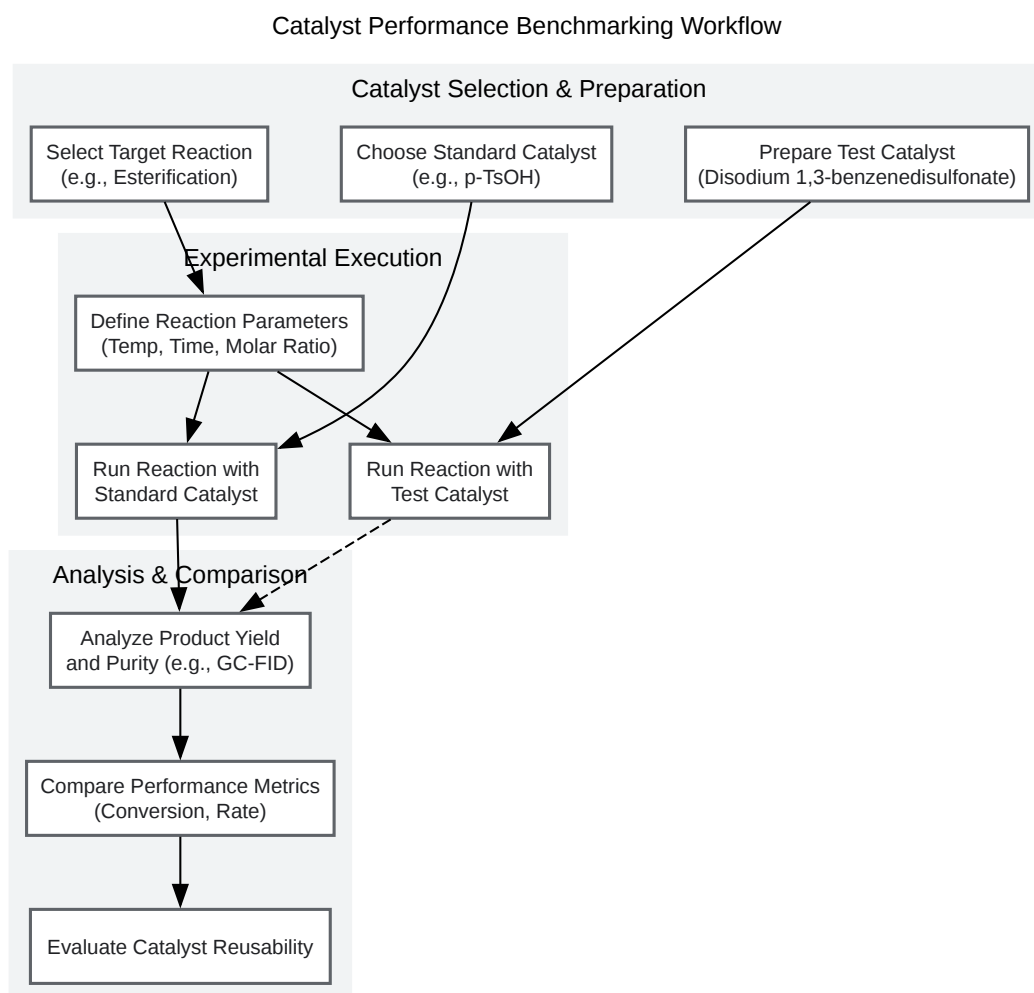 Catalyst Performance Benchmarking Workflow
Catalyst Selection & Preparation
Select Target Reaction
(e.g., Esterification)
Choose Standard Catalyst
(e.g., p-TsOH)
Prepare Test Catalyst
(Disodium 1,3-benzenedisulfonate)
Experimental Execution
Define Reaction Parameters
(Temp, Time, Molar Ratio)
Run Reaction with
Standard Catalyst
Run Reaction with
Test Catalyst
Analysis & Comparison
Analyze Product Yield
and Purity (e.g., GC-FID)
Compare Performance Metrics
(Conversion, Rate)
Evaluate Catalyst Reusability